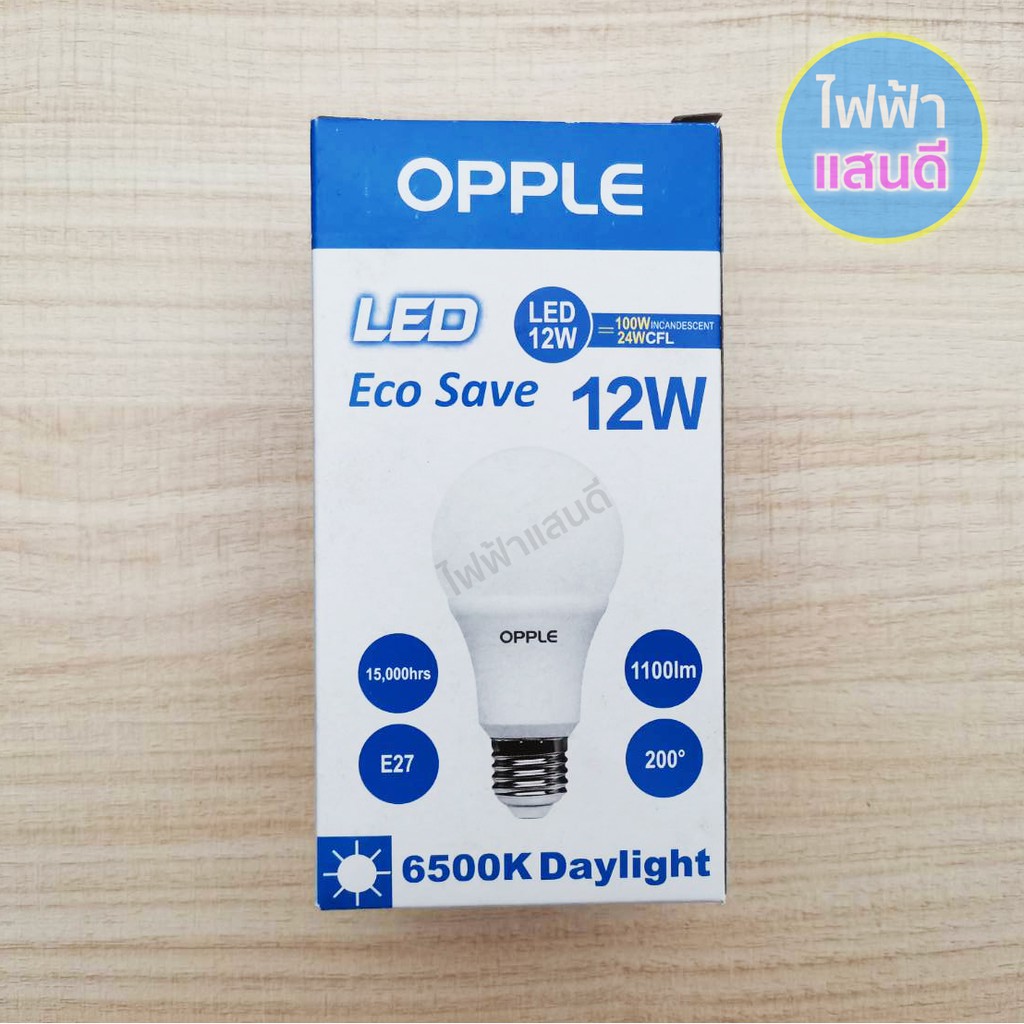 ไฟฟ้า
แสนดี
OPPLE
LED
LED
12W
=
100W INCANDESCENT
24W CFL
Eco Save
12W
ไฟฟ้าแสนดี
OPPLE
15,000hrs
1100lm
E27
200°
6500K Daylight